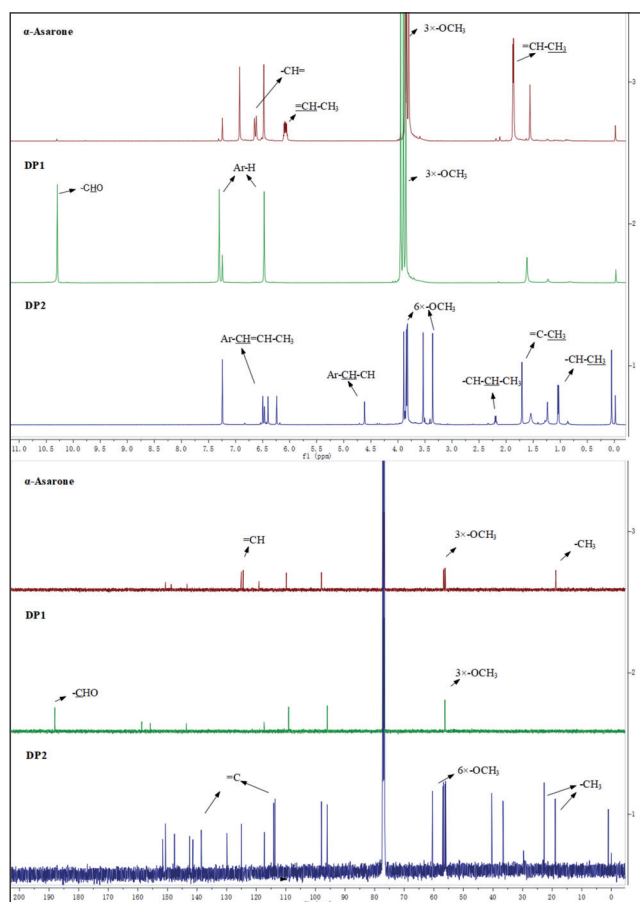 α-Asarone
3×-OCH₃
=CH-CH₃
-CH=
=CH-CH₃
-3
DP1
Ar-H
3×-OCH₃
-CHO
-2
DP2
6×-OCH₃
Ar-CH=CH-CH₃
=C-CH₃
Ar-CH-CH
-CH-CH₃
-CH-CH-CH₃
-1
11.5 11.0 10.5 10.0 9.5 9.0 8.5 8.0 7.5 7.0 6.5 6.0 5.5 5.0 4.5 4.0 3.5 3.0 2.5 2.0 1.5 1.0 0.5 0.0
f1 (ppm)
α-Asarone
=CH
3×-OCH₃
-CH₃
-3
DP1
-CHO
3×-OCH₃
-2
DP2
=C
6×-OCH₃
-CH₃
-1
200 190 180 170 160 150 140 130 120 110 100 90 80 70 60 50 40 30 20 10 0